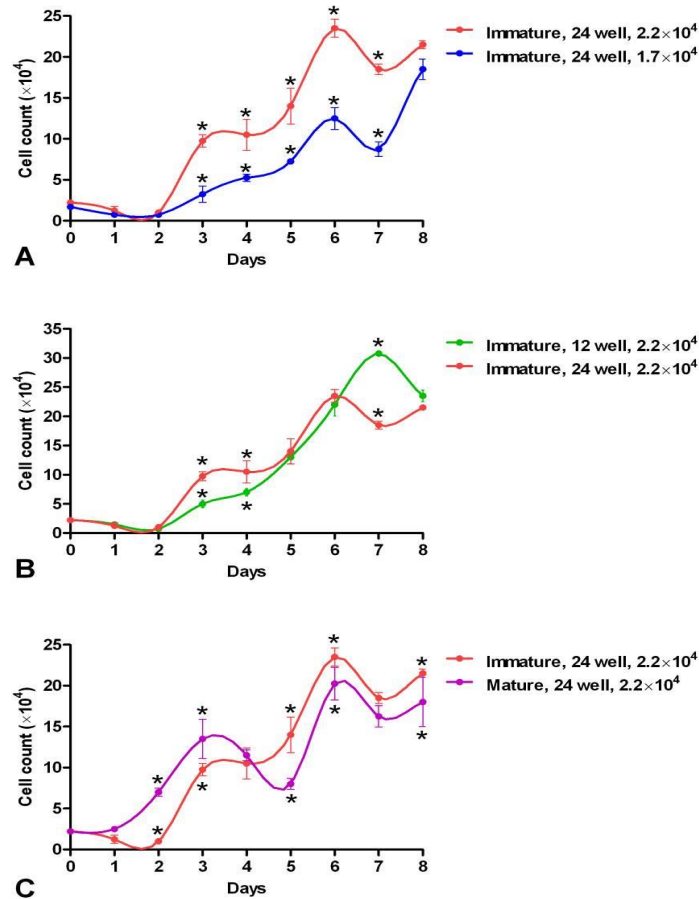 25
20
15
10
5
0
Cell count (×10⁴)
* * * * *
* * * * *
0 1 2 3 4 5 6 7 8
Days
A
Immature, 24 well, 2.2×10⁴
Immature, 24 well, 1.7×10⁴
35
30
25
20
15
10
5
0
Cell count (×10⁴)
* * *
* * *
0 1 2 3 4 5 6 7 8
Days
B
Immature, 12 well, 2.2×10⁴
Immature, 24 well, 2.2×10⁴
25
20
15
10
5
0
Cell count (×10⁴)
* * * * *
* * * * *
0 1 2 3 4 5 6 7 8
Days
C
Immature, 24 well, 2.2×10⁴
Mature, 24 well, 2.2×10⁴